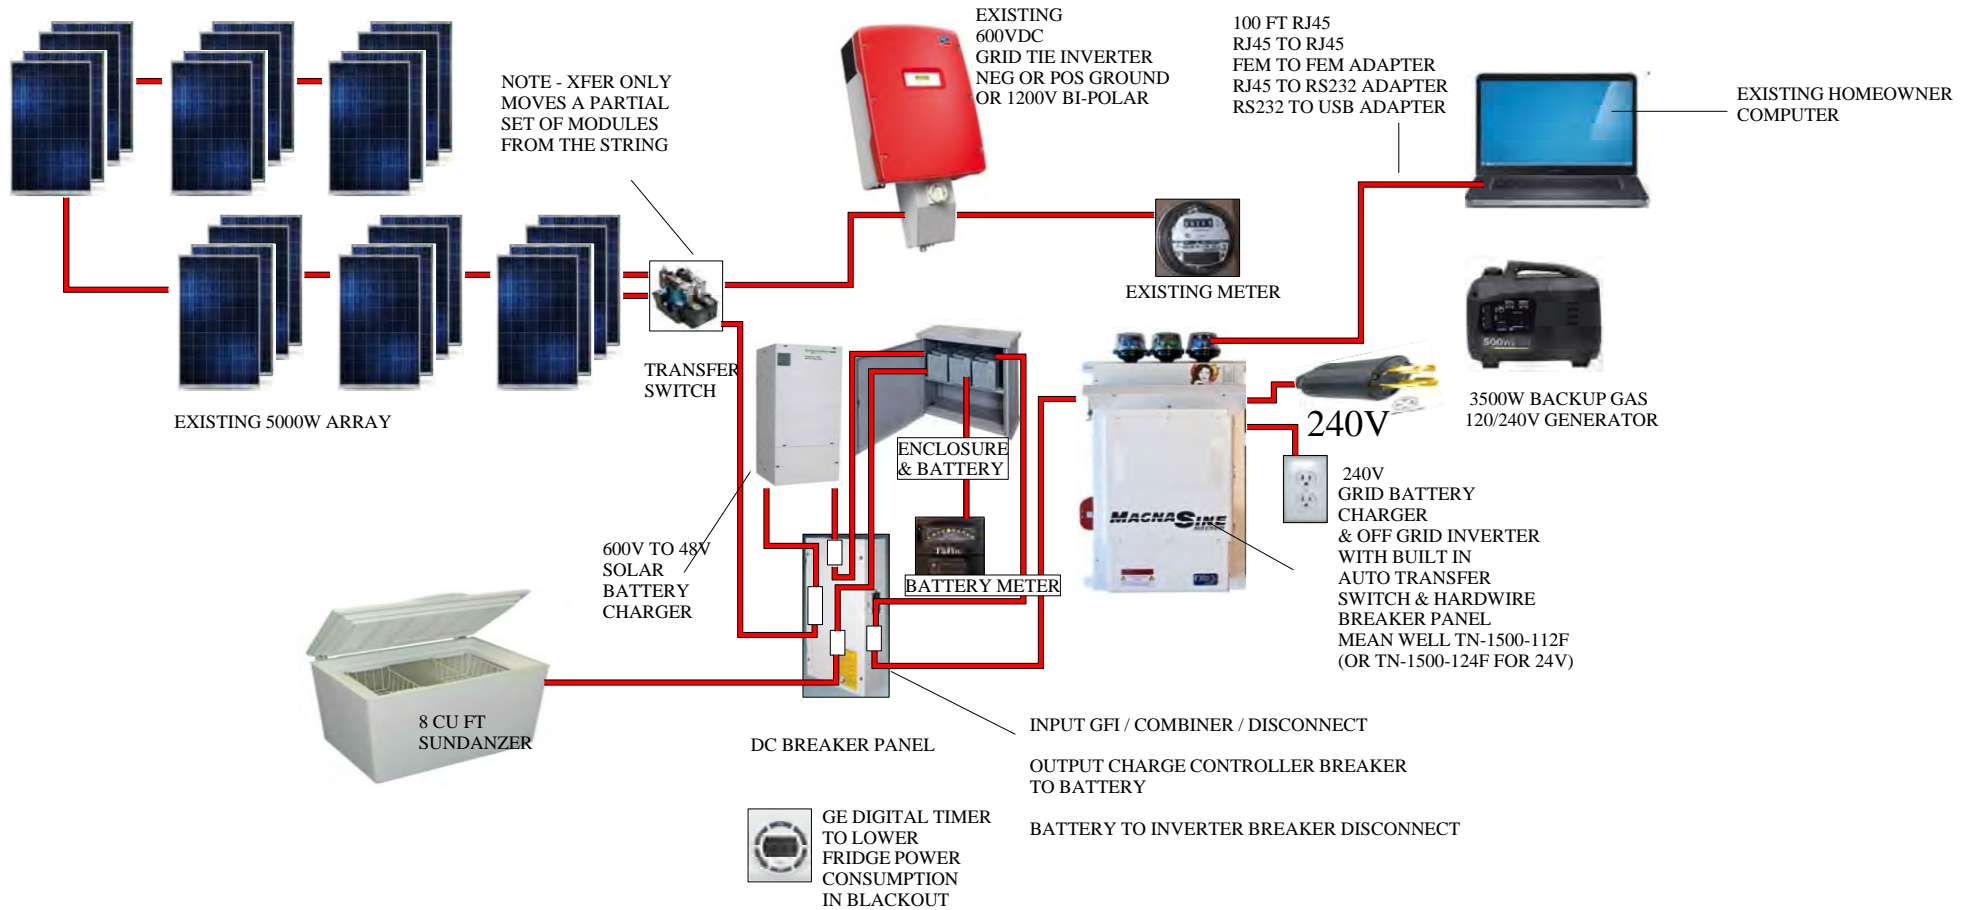 EXISTING
600VDC
GRID TIE INVERTER
NEG OR POS GROUND
OR 1200V BI-POLAR
100 FT RJ45
RJ45 TO RJ45
FEM TO FEM ADAPTER
RJ45 TO RS232 ADAPTER
RS232 TO USB ADAPTER
EXISTING HOMEOWNER
COMPUTER
NOTE - XFER ONLY
MOVES A PARTIAL
SET OF MODULES
FROM THE STRING
EXISTING METER
TRANSFER
SWITCH
EXISTING 5000W ARRAY
3500W BACKUP GAS
120/240V GENERATOR
240V
ENCLOSURE
& BATTERY
MAGNASINE
240V
GRID BATTERY
CHARGER
& OFF GRID INVERTER
WITH BUILT IN
AUTO TRANSFER
SWITCH & HARDWIRE
BREAKER PANEL
MEAN WELL TN-1500-112F
(OR TN-1500-124F FOR 24V)
600V TO 48V
SOLAR
BATTERY
CHARGER
BATTERY METER
8 CU FT
SUNDANZER
DC BREAKER PANEL
INPUT GFI / COMBINER / DISCONNECT
OUTPUT CHARGE CONTROLLER BREAKER
TO BATTERY
BATTERY TO INVERTER BREAKER DISCONNECT
GE DIGITAL TIMER
TO LOWER
FRIDGE POWER
CONSUMPTION
IN BLACKOUT